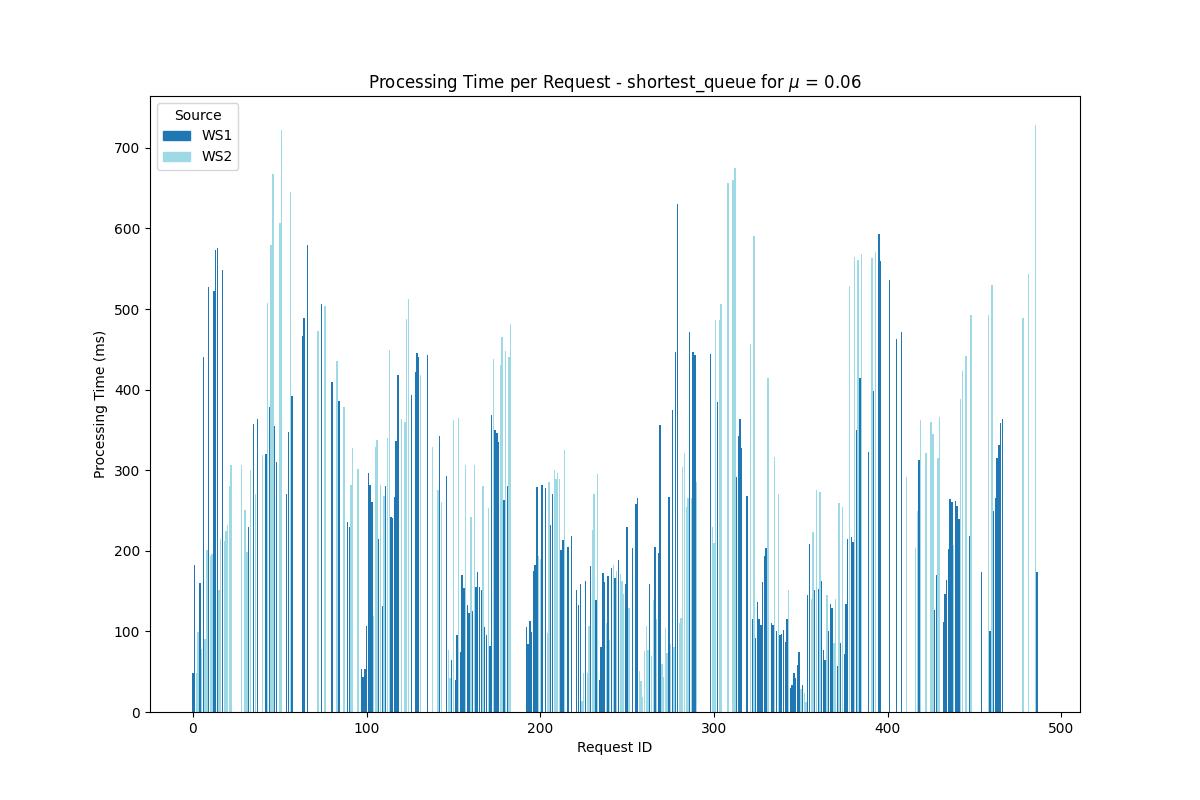 Processing Time per Request - shortest_queue for μ = 0.06
Source
WS1
WS2
Processing Time (ms)
700
600
500
400
300
200
100
0
0 100 200 300 400 500
Request ID